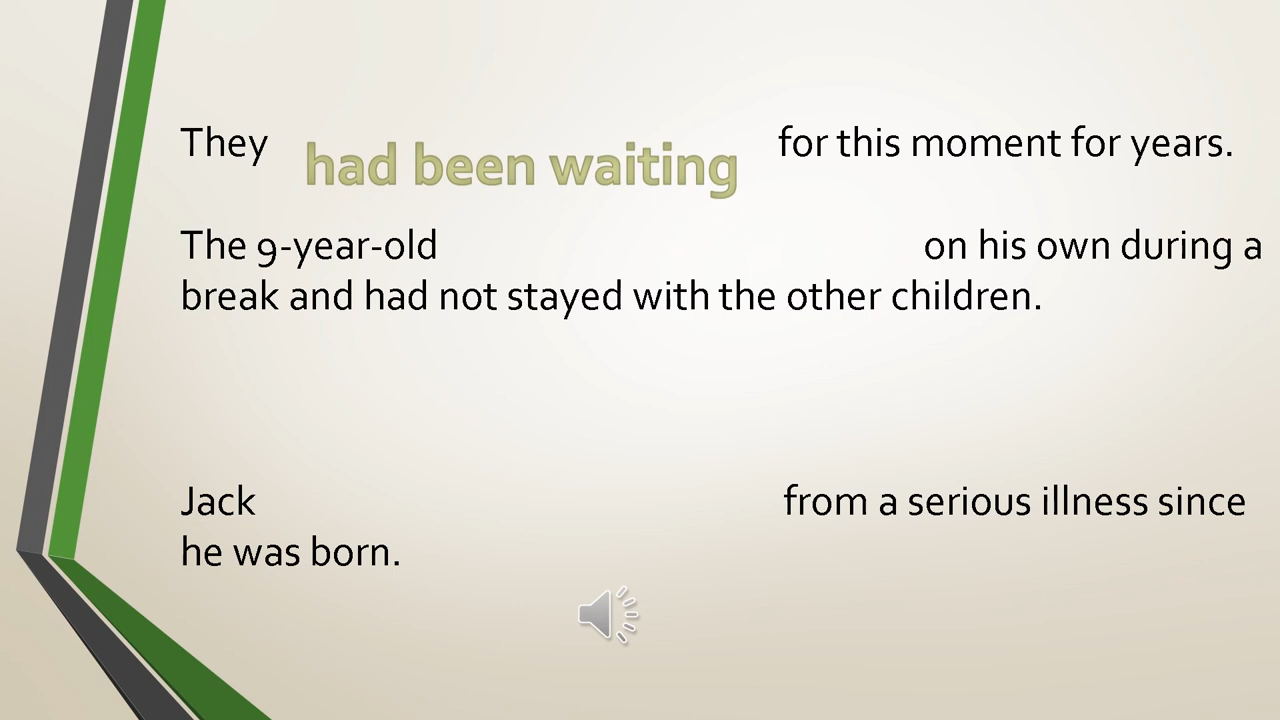 They had been waiting for this moment for years.
The 9-year-old on his own during a
break and had not stayed with the other children.
Jack from a serious illness since
he was born.